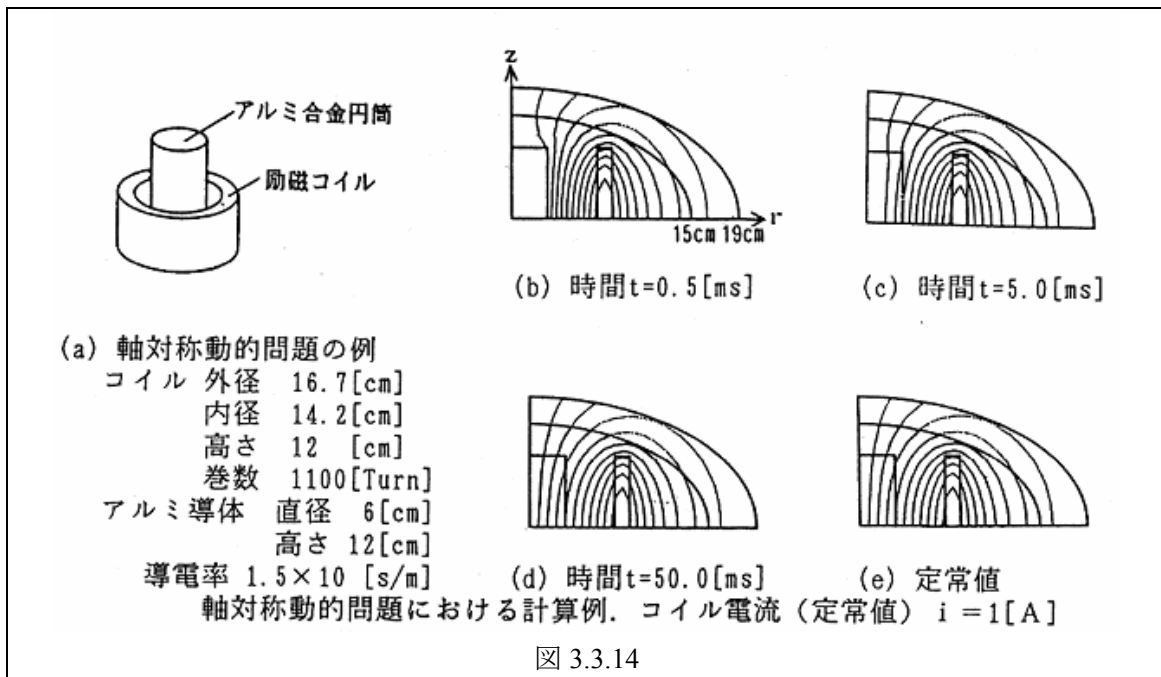 アルミ合金円筒
励磁コイル
z
r
15cm 19cm
(b) 時間t=0.5[ms]
(c) 時間t=5.0[ms]
(a) 軸対称動的問題の例
コイル 外径 16.7[cm]
内径 14.2[cm]
高さ 12 [cm]
巻数 1100[Turn]
アルミ導体 直径 6[cm]
高さ 12[cm]
導電率 1.5×10 [s/m]
(d) 時間t=50.0[ms]
(e) 定常値
軸対称動的問題における計算例. コイル電流(定常値) i=1[A]
図 3.3.14